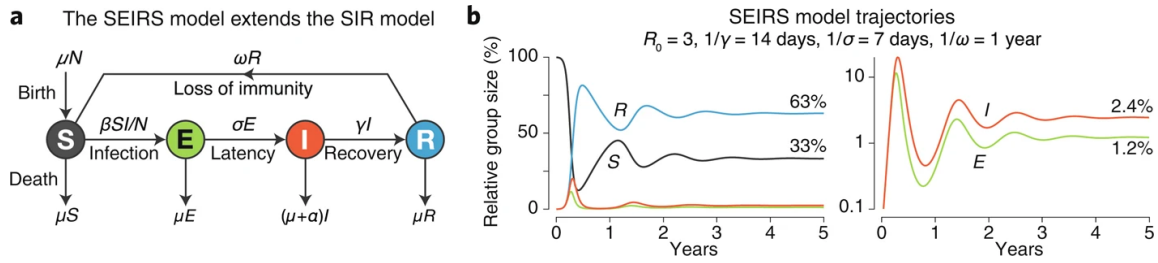 a The SEIRS model extends the SIR model
μN
ωR
Birth
Loss of immunity
βSI/N
σE
γI
S
E
I
R
Infection
Latency
Recovery
Death
μS
μE
(μ+α)I
μR
b SEIRS model trajectories
R0 = 3, 1/γ = 14 days, 1/σ = 7 days, 1/ω = 1 year
Relative group size (%)
100
50
0
R
63%
S
33%
0 1 2 3 4 5
Years
10
1
0.1
I
2.4%
E
1.2%
0 1 2 3 4 5
Years